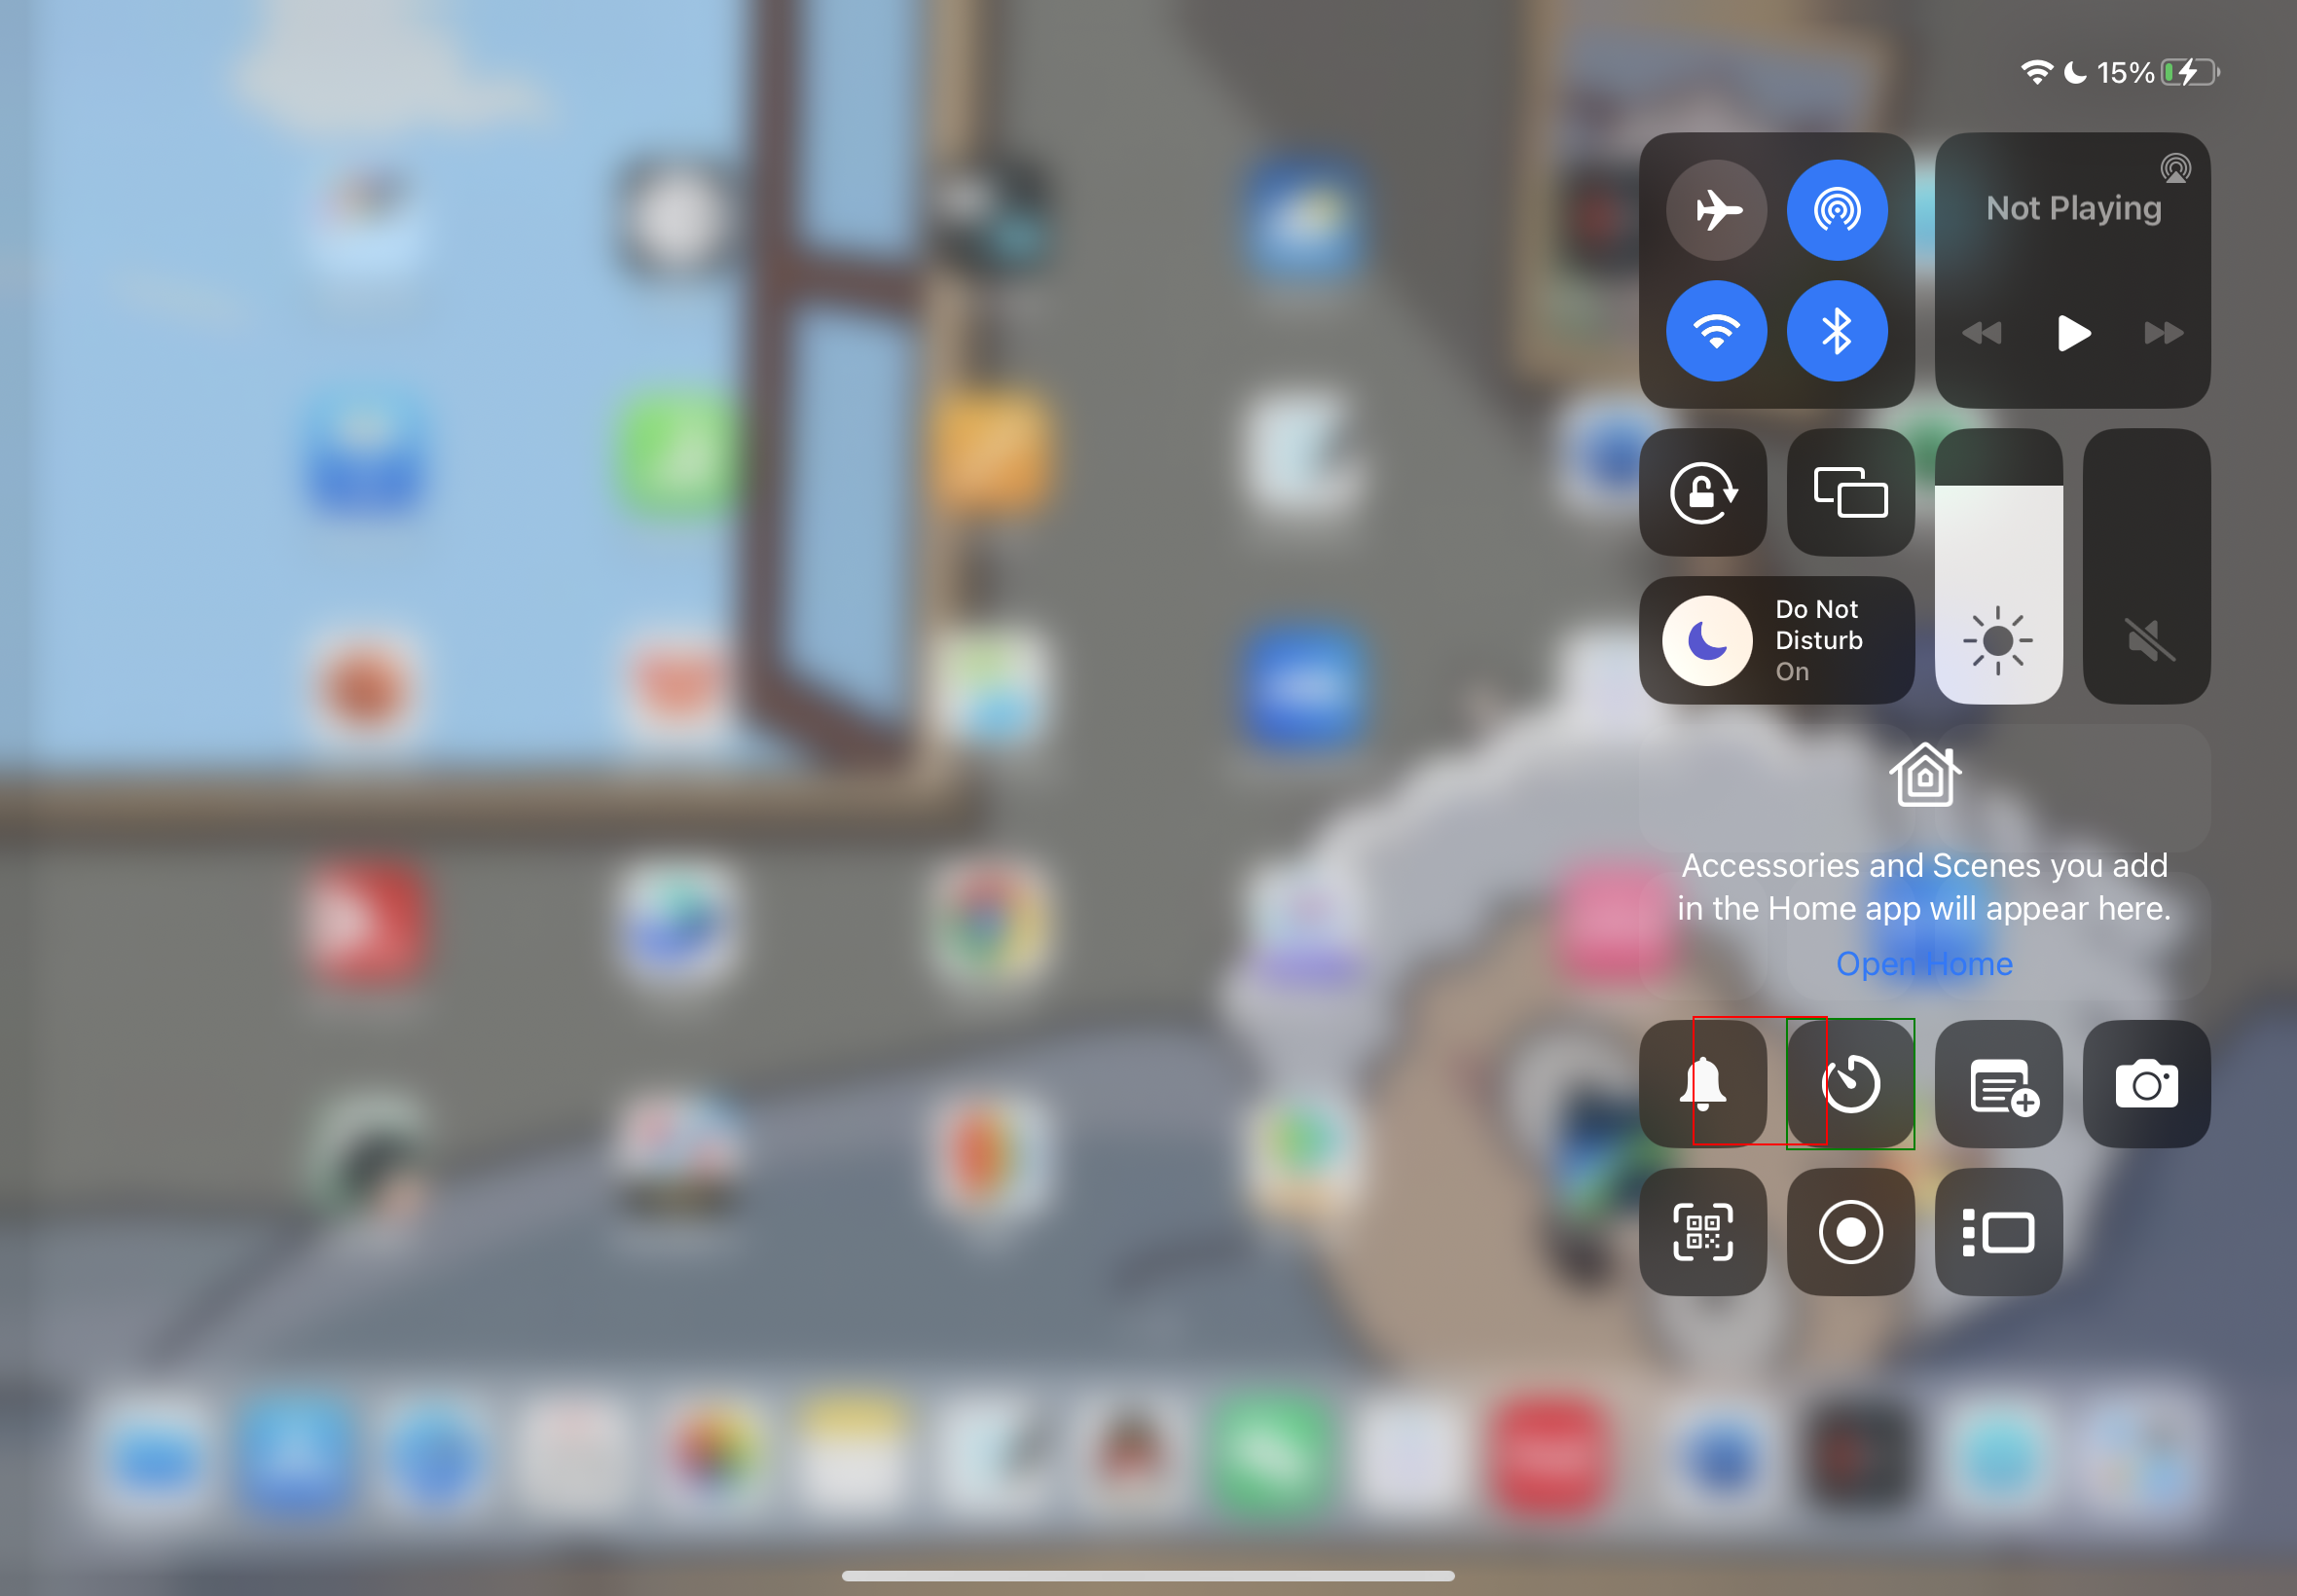 15%
Not Playing
Do Not
Disturb
On
Accessories and Scenes you add
in the Home app will appear here.
Open Home